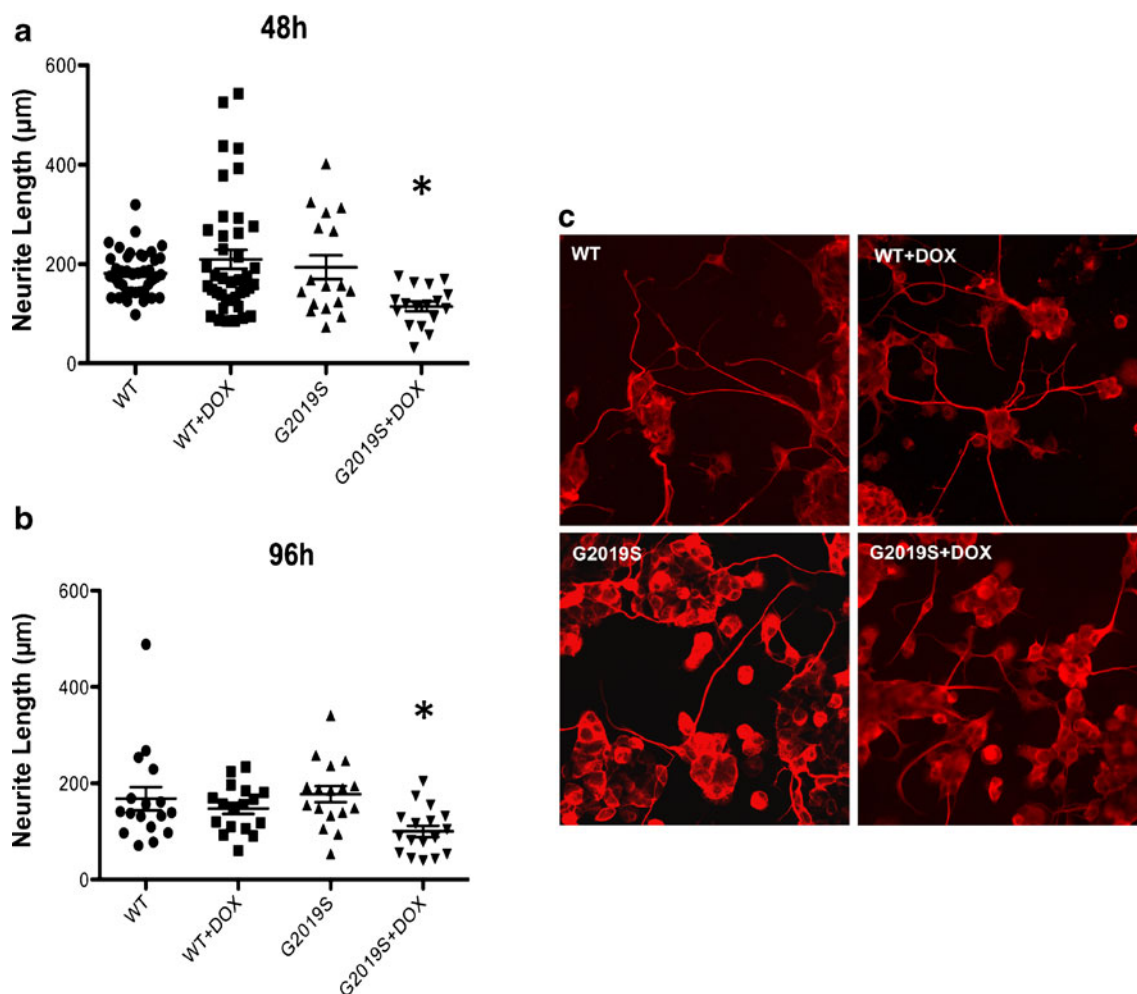 a
48h
Neurite Length (µm)
600
400
200
0
*
WT
WT+DOX
G2019S
G2019S+DOX
b
96h
Neurite Length (µm)
600
400
200
0
*
WT
WT+DOX
G2019S
G2019S+DOX
c
WT
WT+DOX
G2019S
G2019S+DOX